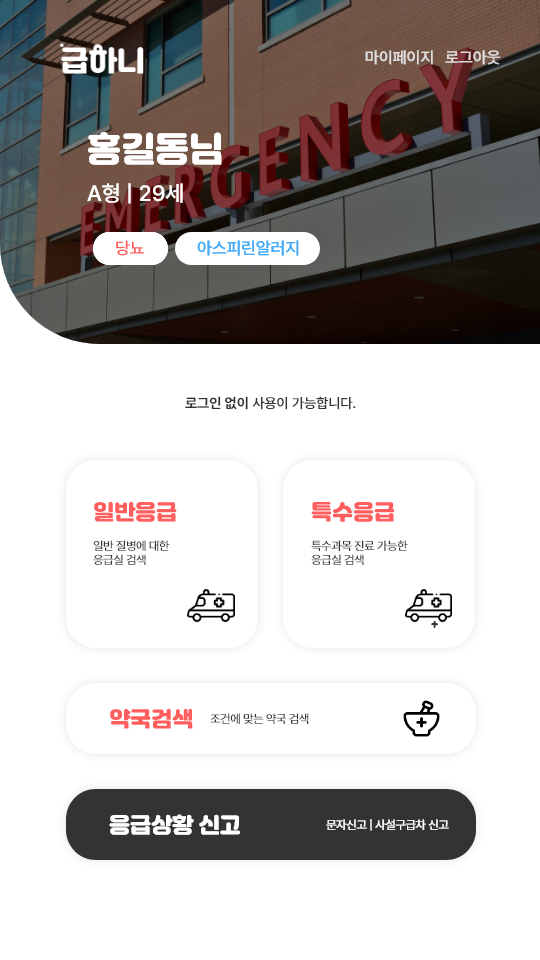 급하니
마이페이지 로그아웃
EMERGENCY
홍길동님
A형 | 29세
당뇨 아스피린알러지
로그인 없이 사용이 가능합니다.
일반응급
일반 질병에 대한
응급실 검색
특수응급
특수과목 진료 가능한
응급실 검색
약국검색 조건에 맞는 약국 검색
응급상황 신고 문자신고 | 사설구급차 신고